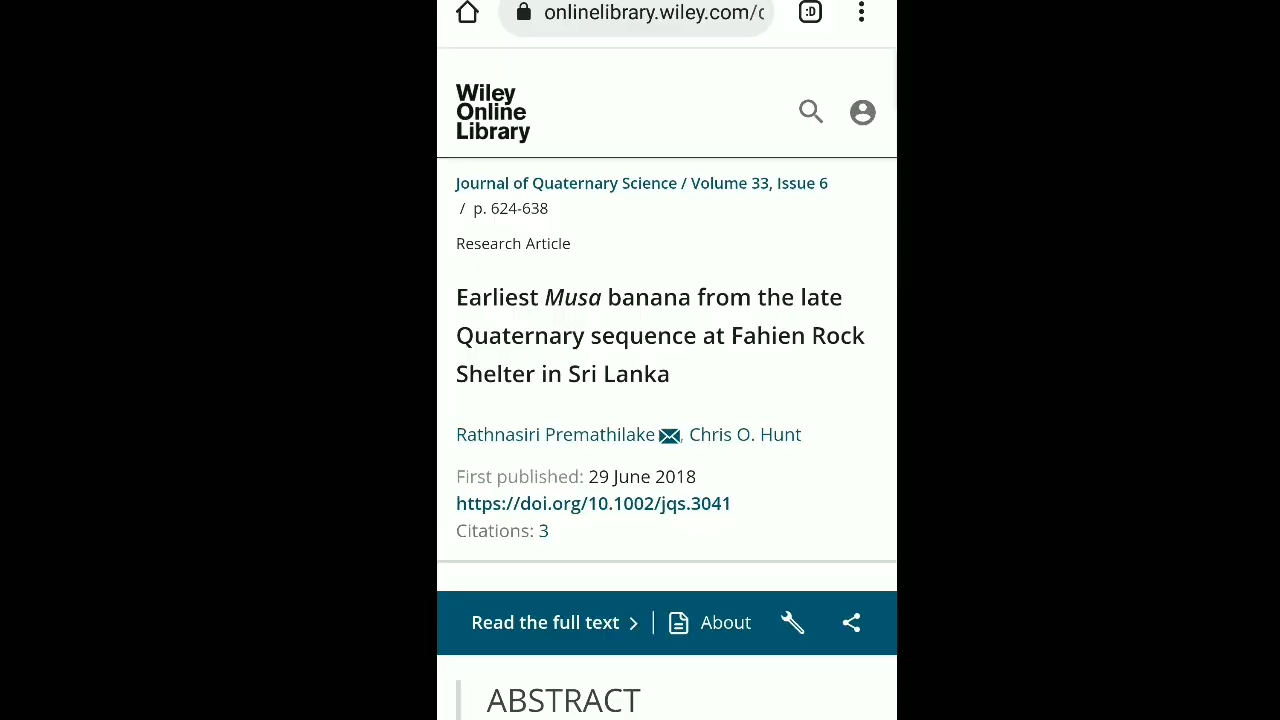 onlinelibrary.wiley.com/
:D
Wiley
Online
Library
Journal of Quaternary Science / Volume 33, Issue 6
/ p. 624-638
Research Article
Earliest Musa banana from the late
Quaternary sequence at Fahien Rock
Shelter in Sri Lanka
Rathnasiri Premathilake, Chris O. Hunt
First published: 29 June 2018
https://doi.org/10.1002/jqs.3041
Citations: 3
Read the full text > | About
ABSTRACT